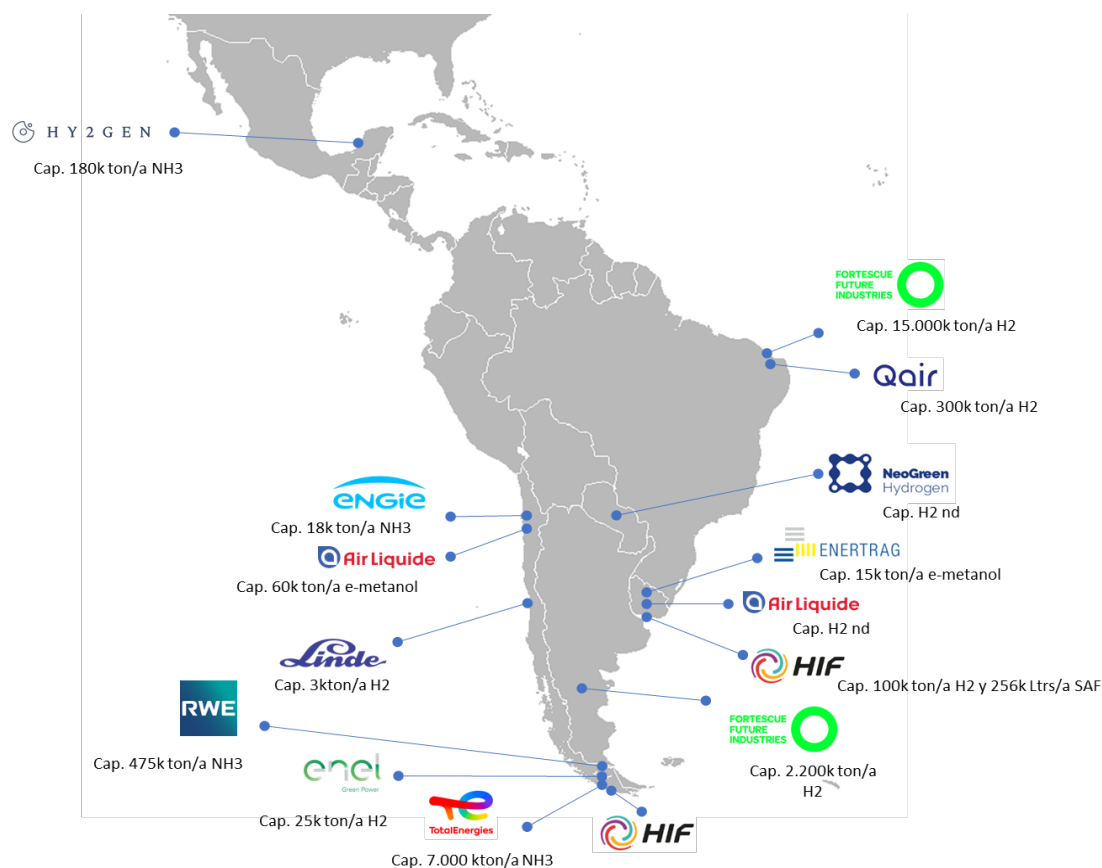 HY2GEN
Cap. 180k ton/a NH3
FORTESCUE
FUTURE
INDUSTRIES
Cap. 15.000k ton/a H2
Qair
Cap. 300k ton/a H2
NeoGreen
Hydrogen
Cap. H2 nd
ENGIE
Cap. 18k ton/a NH3
Air Liquide
Cap. 60k ton/a e-metanol
ENERTRAG
Cap. 15k ton/a e-metanol
Air Liquide
Cap. H2 nd
Linde
Cap. 3kton/a H2
HIF
Cap. 100k ton/a H2 y 256k Ltrs/a SAF
RWE
Cap. 475k ton/a NH3
FORTESCUE
FUTURE
INDUSTRIES
Cap. 2.200k ton/a
H2
enel
Green Power
Cap. 25k ton/a H2
TotalEnergies
Cap. 7.000 kton/a NH3
HIF